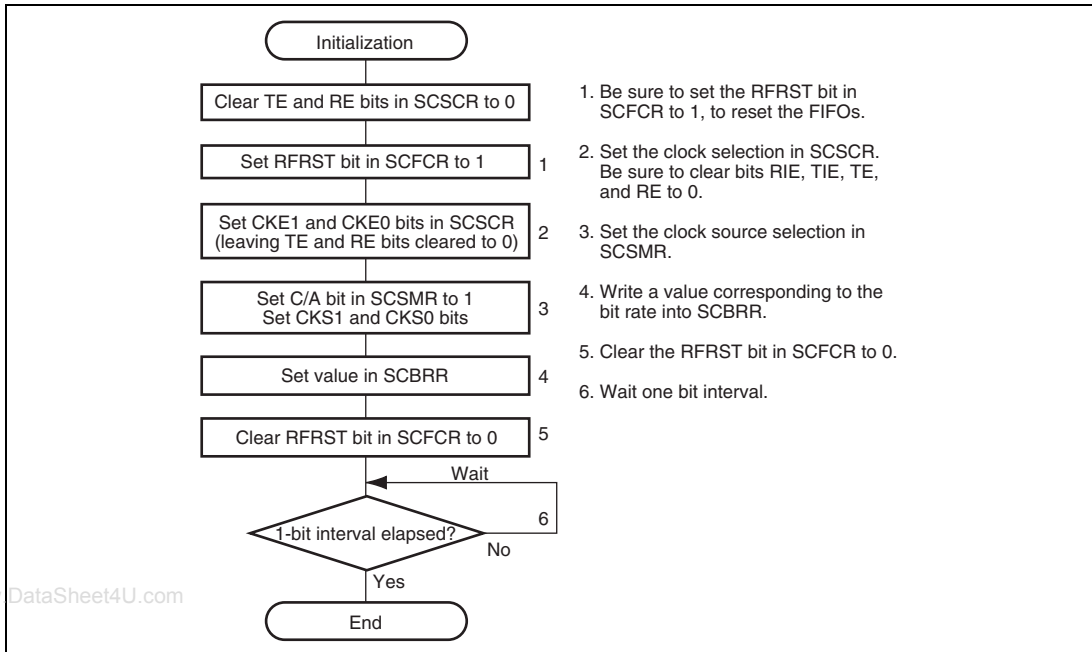 Initialization
Clear TE and RE bits in SCSCR to 0
Set RFRST bit in SCFCR to 1
1
Set CKE1 and CKE0 bits in SCSCR
(leaving TE and RE bits cleared to 0)
2
Set C/A bit in SCSMR to 1
Set CKS1 and CKS0 bits
3
Set value in SCBRR
4
Clear RFRST bit in SCFCR to 0
5
Wait
1-bit interval elapsed?
6
No
Yes
End
1. Be sure to set the RFRST bit in
SCFCR to 1, to reset the FIFOs.
2. Set the clock selection in SCSCR.
Be sure to clear bits RIE, TIE, TE,
and RE to 0.
3. Set the clock source selection in
SCSMR.
4. Write a value corresponding to the
bit rate into SCBRR.
5. Clear the RFRST bit in SCFCR to 0.
6. Wait one bit interval.
DataSheet4U.com